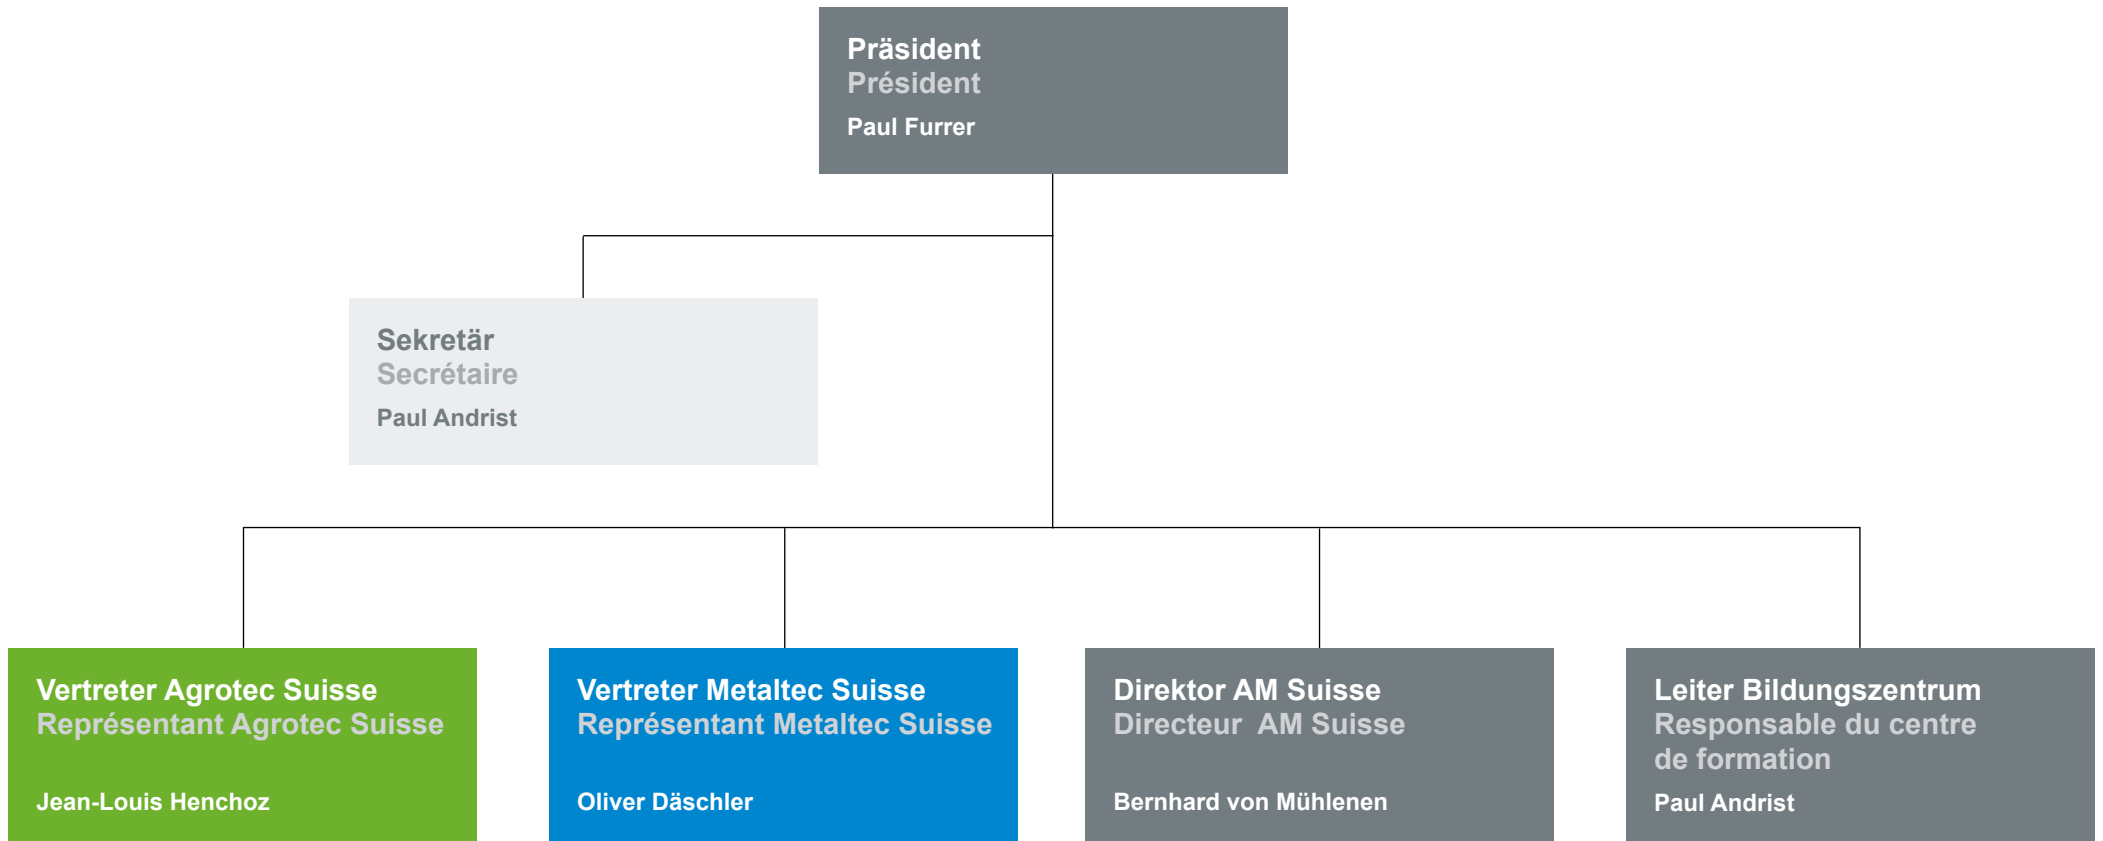 Präsident
Président
Paul Furrer
Sekretär
Secrétaire
Paul Andrist
Vertreter Agrotec Suisse
Représentant Agrotec Suisse
Jean-Louis Henchoz
Vertreter Metaltec Suisse
Représentant Metaltec Suisse
Oliver Däschler
Direktor AM Suisse
Directeur  AM Suisse
Bernhard von Mühlenen
Leiter Bildungszentrum
Responsable du centre
de formation
Paul Andrist